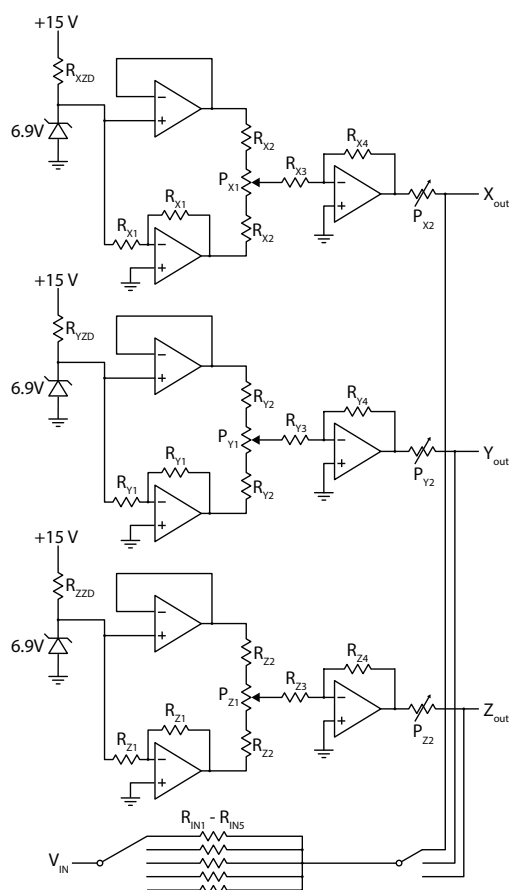 +15 V
R_XZD
6.9V
−
+
R_X2
P_X1
R_X3
R_X4
−
+
X_out
P_X2
R_X1
R_X1
−
+
R_X2
+15 V
R_YZD
6.9V
−
+
R_Y2
P_Y1
R_Y3
R_Y4
−
+
Y_out
P_Y2
R_Y1
R_Y1
−
+
R_Y2
+15 V
R_ZZD
6.9V
−
+
R_Z2
P_Z1
R_Z3
R_Z4
−
+
Z_out
P_Z2
R_Z1
R_Z1
−
+
R_Z2
R_IN1 - R_IN5
V_IN